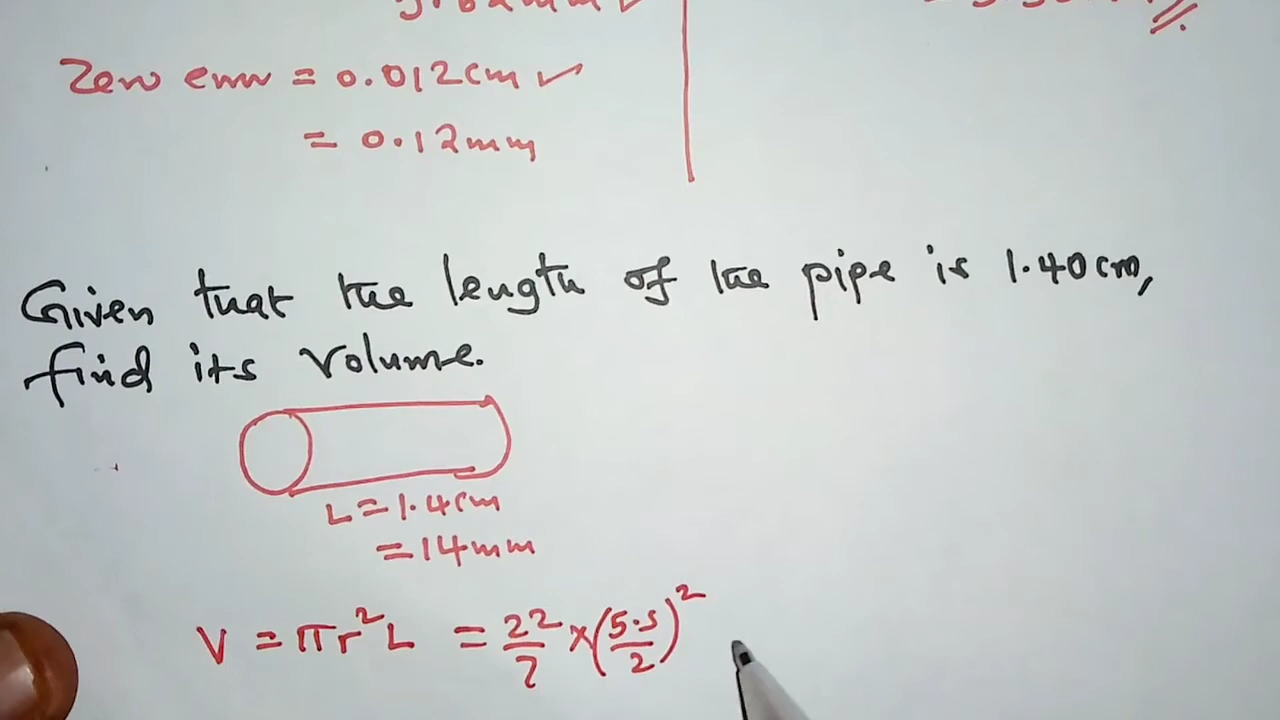 Zero error = 0.012cm ✓
= 0.12mm
Given that the length of the pipe is 1.40cm,
find its volume.
L = 1.4cm
= 14mm
V = πr²L = 22/7 × (5.5/2)²